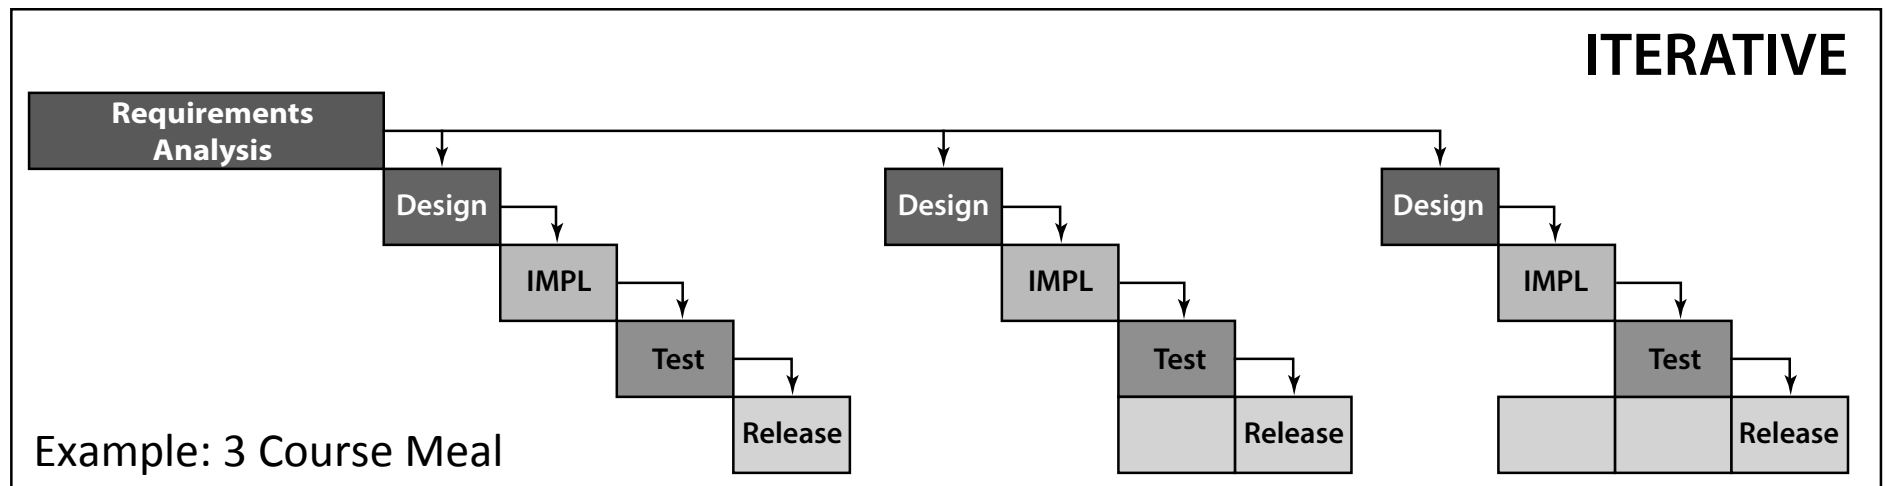 ITERATIVE
Requirements
Analysis
Design
Design
Design
IMPL
IMPL
IMPL
Test
Test
Test
Release
Release
Release
Example: 3 Course Meal